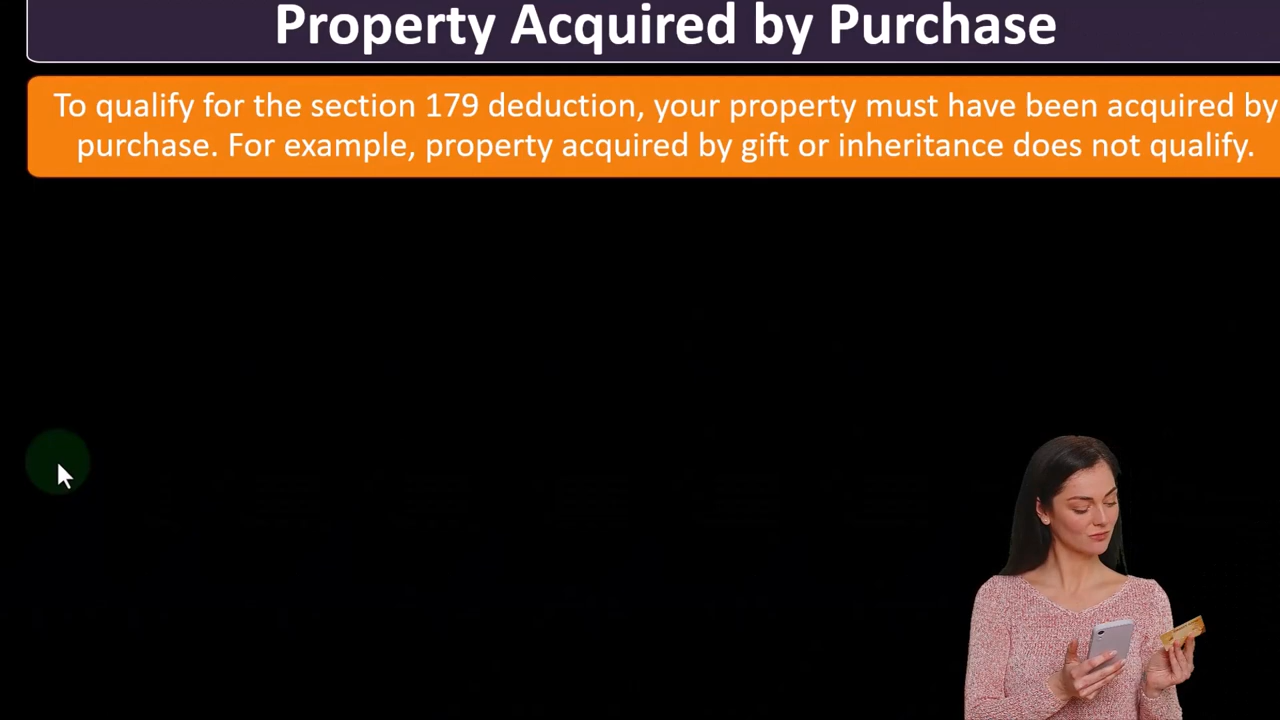 Property Acquired by Purchase
To qualify for the section 179 deduction, your property must have been acquired by
purchase. For example, property acquired by gift or inheritance does not qualify.